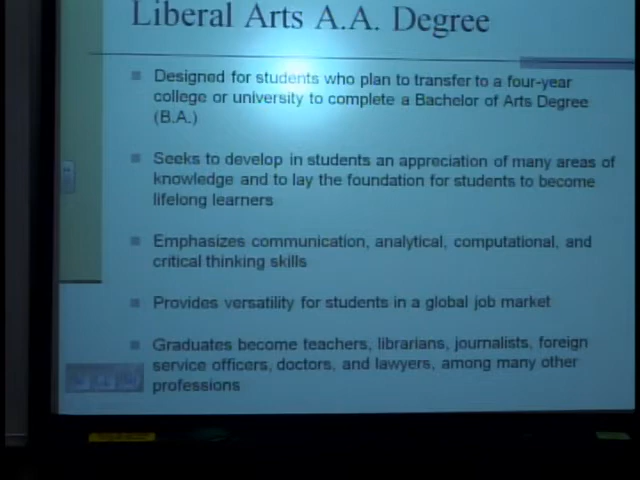 Liberal Arts A.A. Degree
Designed for students who plan to transfer to a four-year
college or university to complete a Bachelor of Arts Degree
(B.A.)
Seeks to develop in students an appreciation of many areas of
knowledge and to lay the foundation for students to become
lifelong learners
Emphasizes communication, analytical, computational, and
critical thinking skills
Provides versatility for students in a global job market
Graduates become teachers, librarians, journalists, foreign
service officers, doctors, and lawyers, among many other
professions